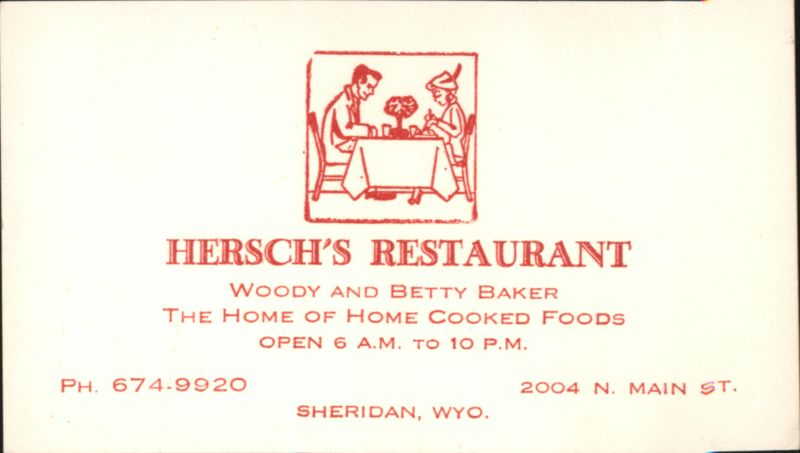 HERSCH'S RESTAURANT
WOODY AND BETTY BAKER
THE HOME OF HOME COOKED FOODS
OPEN 6 A.M. TO 10 P.M.
PH. 674-9920
2004 N. MAIN ST.
SHERIDAN, WYO.